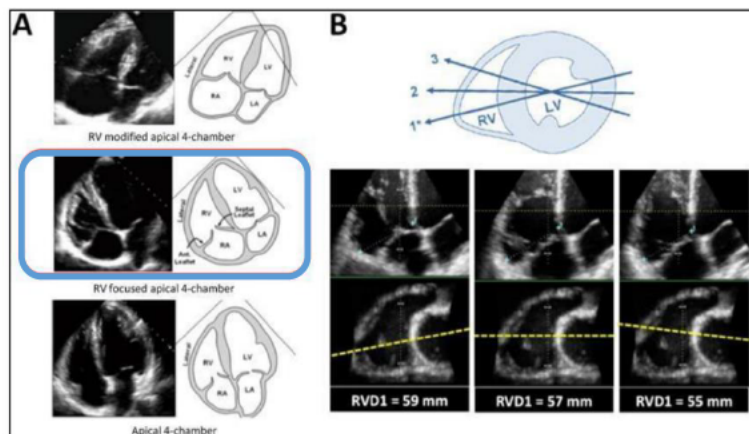 A
RV
LV
Lateral
RA
LA
RV modified apical 4-chamber
LV
RV
Lateral
Septal
Leaflet
LA
RA
Ant.
Leaflet
RV focused apical 4-chamber
RV
LV
RA
LA
Apical 4-chamber
B
3
2
1*
RV
LV
RVD1 = 59 mm
RVD1 = 57 mm
RVD1 = 55 mm